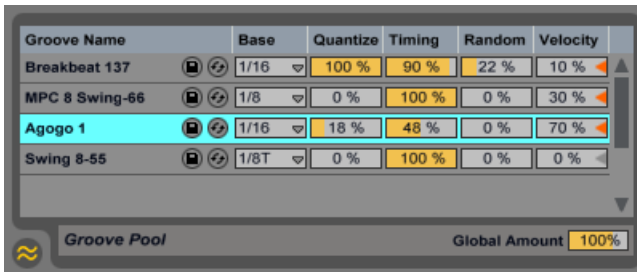 Groove Name Base Quantize Timing Random Velocity
Breakbeat 137 1/16 100 % 90 % 22 % 10 %
MPC 8 Swing-66 1/8 0 % 100 % 0 % 30 %
Agogo 1 1/16 18 % 48 % 0 % 70 %
Swing 8-55 1/8T 0 % 100 % 0 % 0 %
Groove Pool Global Amount 100%